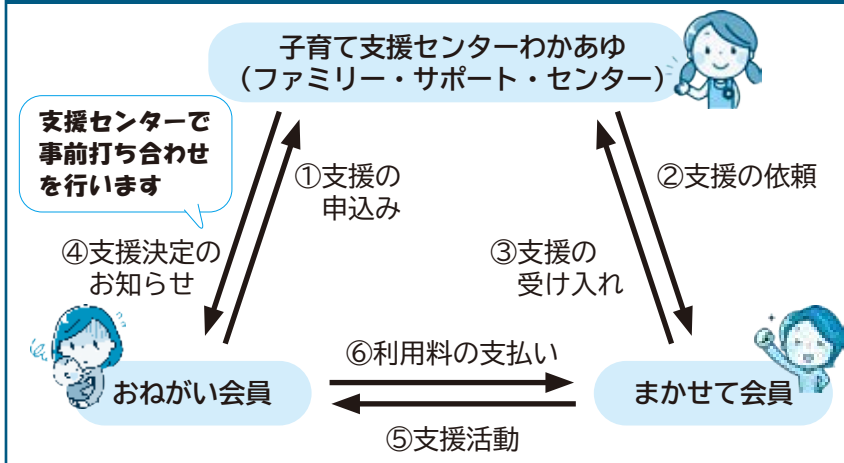 子育て支援センターわかあゆ
（ファミリー・サポート・センター）
支援センターで
事前打ち合わせ
を行います
①支援の
申込み
②支援の依頼
④支援決定の
お知らせ
③支援の
受け入れ
⑥利用料の支払い
おねがい会員
まかせて会員
⑤支援活動